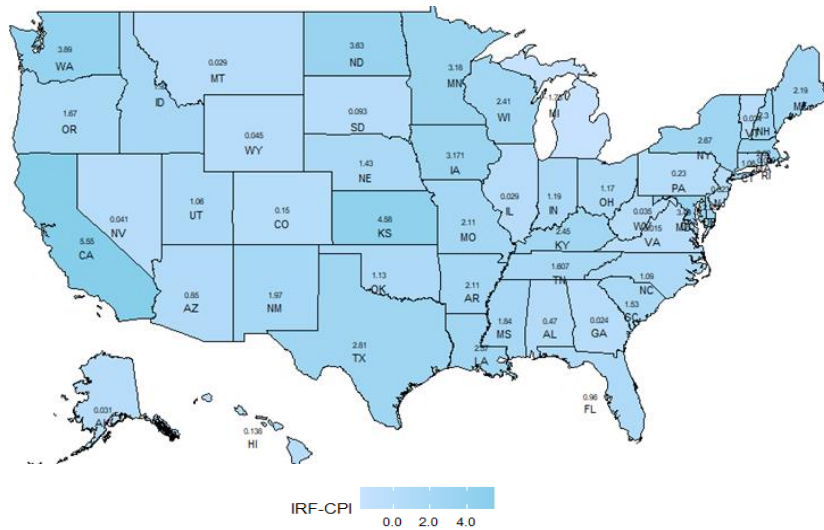 3.89
WA
0.029
MT
3.63
ND
3.16
MN
2.19
ID
1.67
OR
0.093
SD
2.41
WI
MI
0.045
WY
3.171
IA
2.67
NY
NH
1.43
NE
0.23
PA
CT
RI
1.06
UT
0.15
CO
0.041
NV
5.55
CA
4.58
KS
2.11
MO
0.029
IL
1.19
IN
1.17
OH
0.035
VA
2.45
KY
1.607
TN
1.09
NC
1.53
SC
1.13
OK
2.11
AR
0.85
AZ
1.97
NM
1.84
MS
0.47
AL
0.024
GA
2.81
TX
LA
0.96
FL
0.031
0.136
HI
IRF-CPI
0.0 2.0 4.0